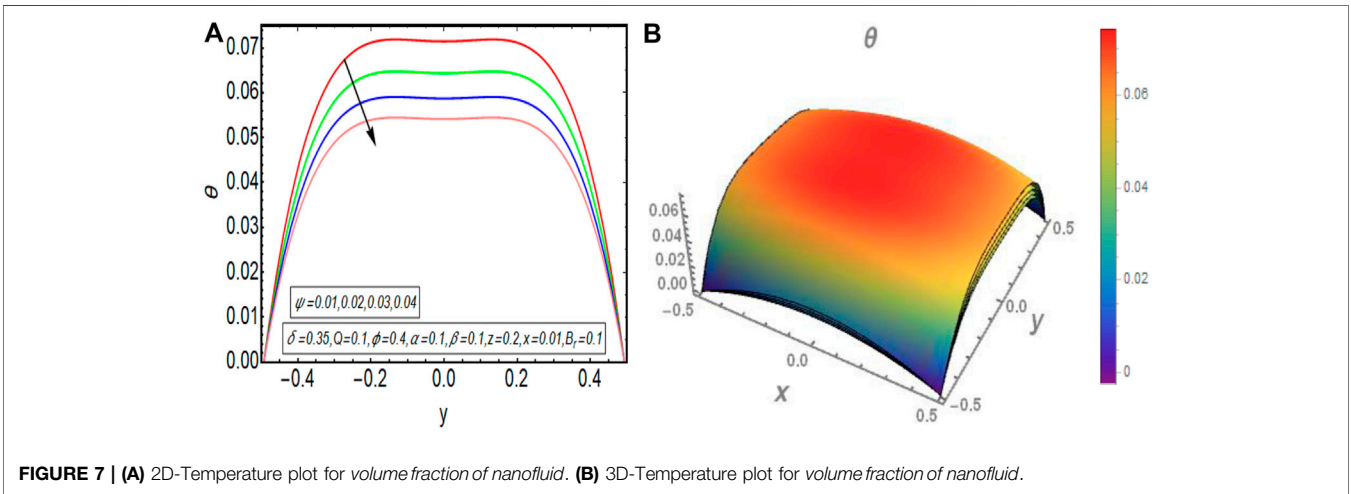 A
0.07
0.06
0.05
θ 0.04
0.03
0.02
0.01
0.00
ψ=0.01,0.02,0.03,0.04
δ=0.35,Q=0.1,ϕ=0.4,α=0.1,β=0.1,z=0.2,x=0.01,Br=0.1
−0.4 −0.2 0.0 0.2 0.4
y
B
θ
0.06
0.04
0.02
0.00
−0.5
0.0
x
0.5
−0.5
0.0
y
0.5
0.06
0.04
0.02
0
FIGURE 7 | (A) 2D-Temperature plot for volume fraction of nanofluid. (B) 3D-Temperature plot for volume fraction of nanofluid.